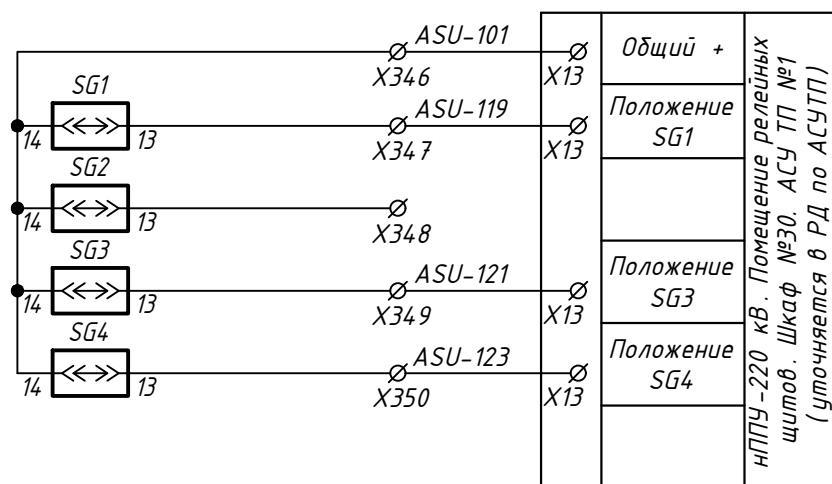 ASU-101
X346
X13
Общий +
SG1
14
13
ASU-119
X347
X13
Положение
SG1
SG2
14
13
X348
SG3
14
13
ASU-121
X349
X13
Положение
SG3
SG4
14
13
ASU-123
X350
X13
Положение
SG4
нППУ-220 кВ. Помещение релейных
щитов. Шкаф №30. АСУ ТП №1
(уточняется в РД по АСУТП)